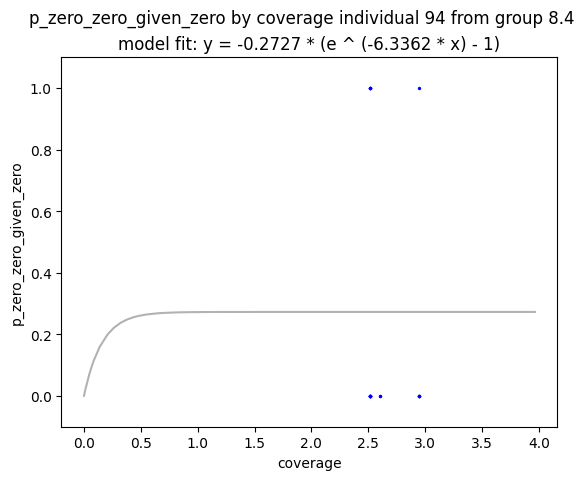 p_zero_zero_given_zero by coverage individual 94 from group 8.4
model fit: y = -0.2727 * (e ^ (-6.3362 * x) - 1)
p_zero_zero_given_zero
1.0
0.8
0.6
0.4
0.2
0.0
0.0 0.5 1.0 1.5 2.0 2.5 3.0 3.5 4.0
coverage